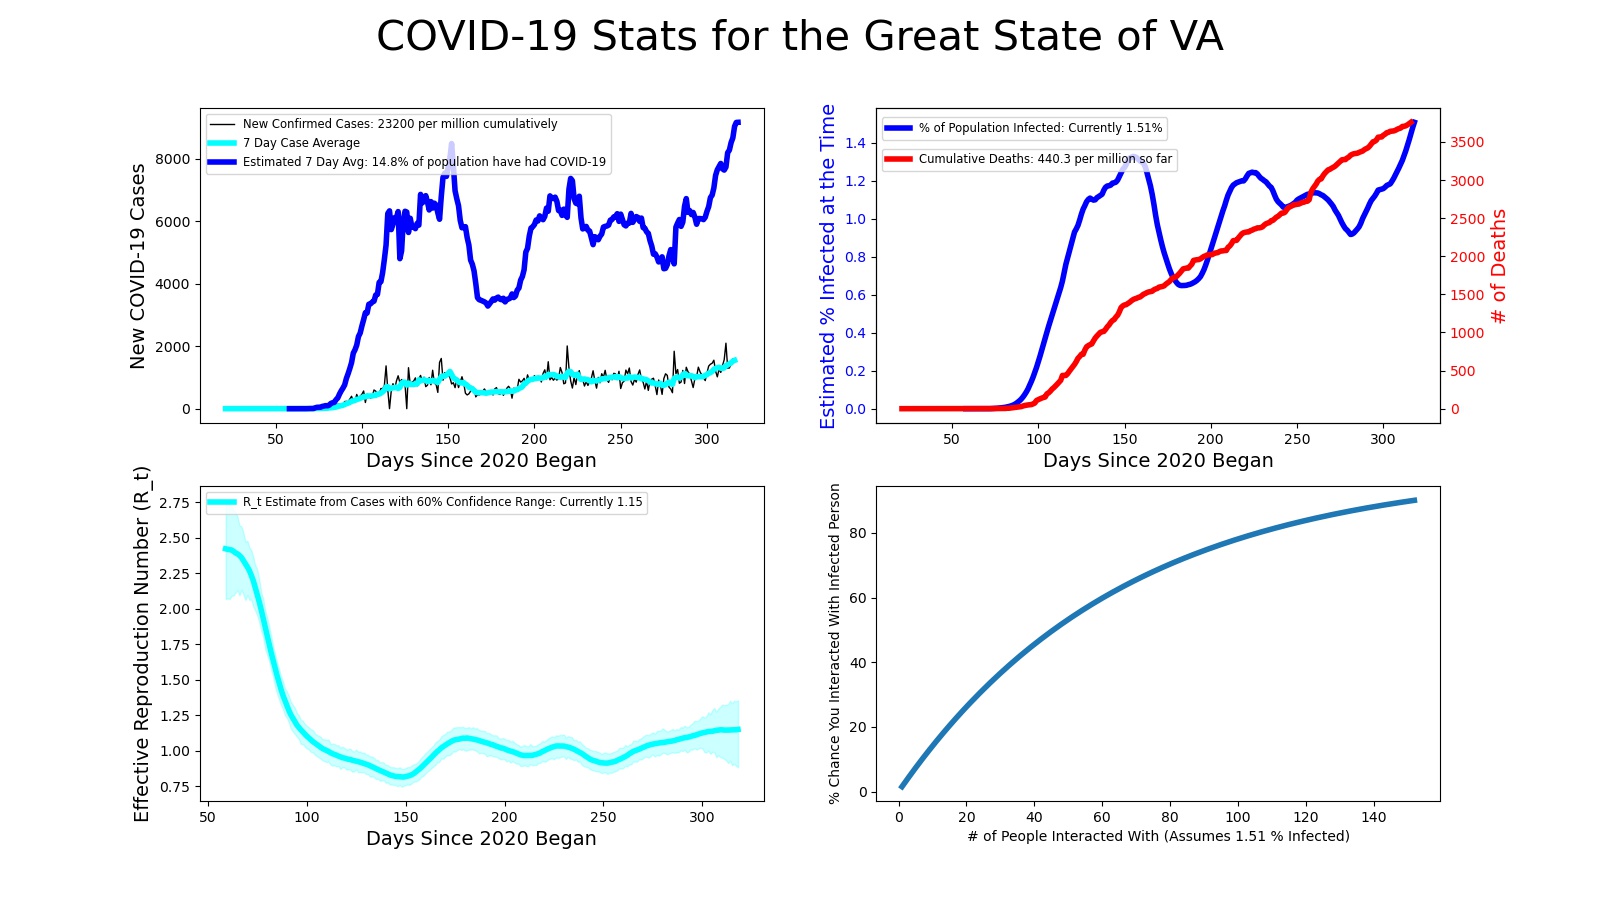 COVID-19 Stats for the Great State of VA
New COVID-19 Cases
8000
6000
4000
2000
0
New Confirmed Cases: 23200 per million cumulatively
7 Day Case Average
Estimated 7 Day Avg: 14.8% of population have had COVID-19
50 100 150 200 250 300
Days Since 2020 Began
Estimated % Infected at the Time
1.4
1.2
1.0
0.8
0.6
0.4
0.2
0.0
% of Population Infected: Currently 1.51%
Cumulative Deaths: 440.3 per million so far
3500
3000
2500
2000
1500
1000
500
0
# of Deaths
50 100 150 200 250 300
Days Since 2020 Began
Effective Reproduction Number (R_t)
2.75
2.50
2.25
2.00
1.75
1.50
1.25
1.00
0.75
R_t Estimate from Cases with 60% Confidence Range: Currently 1.15
50 100 150 200 250 300
Days Since 2020 Began
% Chance You Interacted With Infected Person
80
60
40
20
0
0 20 40 60 80 100 120 140
# of People Interacted With (Assumes 1.51 % Infected)